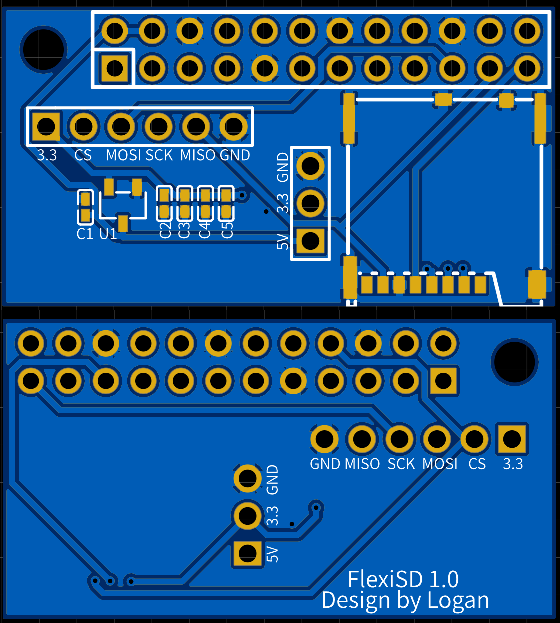 3.3 CS MOSI SCK MISO GND
GND
3.3
5V
C1 U1 C2 C3 C4 C5
GND MISO SCK MOSI CS 3.3
GND
3.3
5V
FlexiSD 1.0
Design by Logan